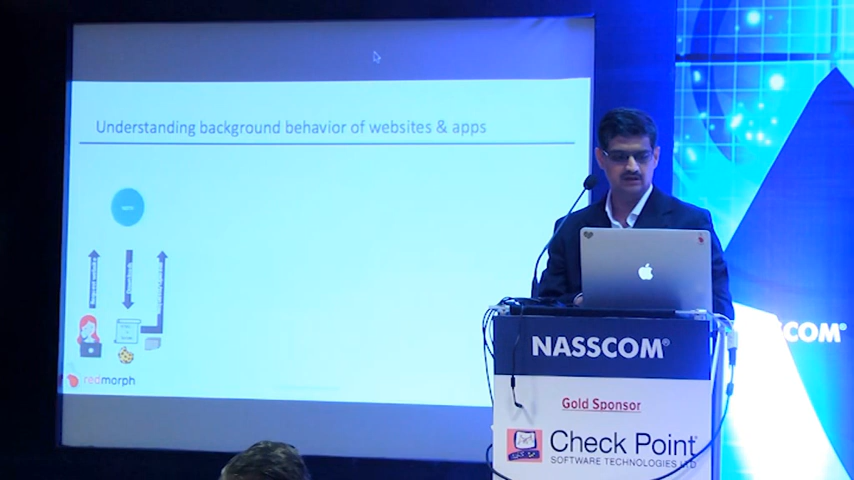 Understanding background behavior of websites & apps
redmorph
NASSCOM®
Gold Sponsor
Check Point®
SOFTWARE TECHNOLOGIES LTD
SCOM®